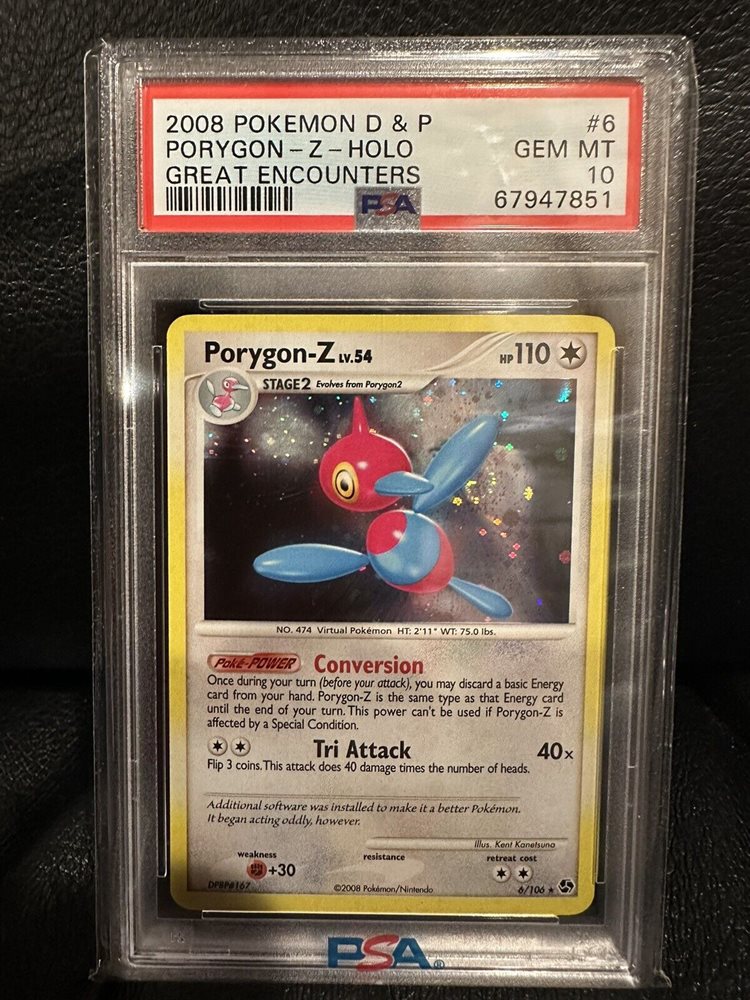 2008 POKEMON D & P #6
PORYGON-Z-HOLO GEM MT
GREAT ENCOUNTERS 10
PSA 67947851
Porygon-Z LV.54 HP 110
STAGE2 Evolves from Porygon2
NO. 474 Virtual Pokémon HT: 2'11" WT: 75.0 lbs.
Poké-POWER Conversion
Once during your turn (before your attack), you may discard a basic Energy
card from your hand. Porygon-Z is the same type as that Energy card
until the end of your turn. This power can't be used if Porygon-Z is
affected by a Special Condition.
Tri Attack 40x
Flip 3 coins. This attack does 40 damage times the number of heads.
Additional software was installed to make it a better Pokémon.
It began acting oddly, however.
Illus. Kent Kanetsuna
weakness resistance retreat cost
+30
DPBP#167 ©2008 Pokémon/Nintendo 6/106 ★
PSA®